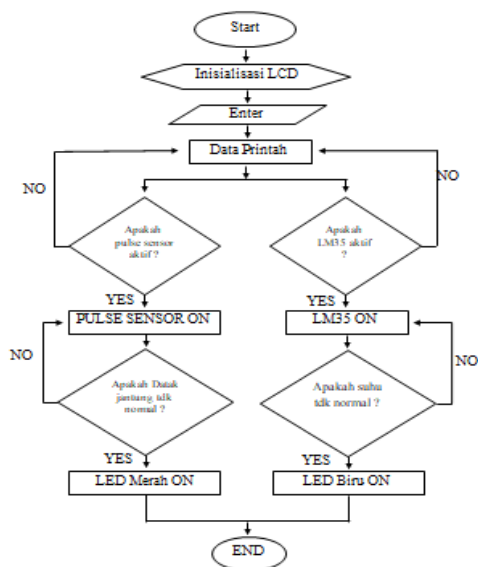 Start
Inisialisasi LCD
Enter
Data Printah
NO
NO
Apakah
pulse sensor
aktif ?
Apakah
LM35 aktif
?
YES
YES
PULSE SENSOR ON
LM35 ON
NO
NO
Apakah Datak
jantung tdk
normal ?
Apakah suhu
tdk normal ?
YES
YES
LED Merah ON
LED Biru ON
END